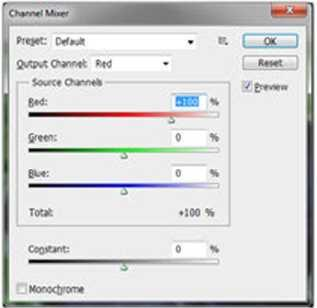 Channel Mixer
Preset: Default
OK
Output Channel: Red
Reset
Source Channels
Preview
Red: +100 %
Green: 0 %
Blue: 0 %
Total: +100 %
Constant: 0 %
Monochrome